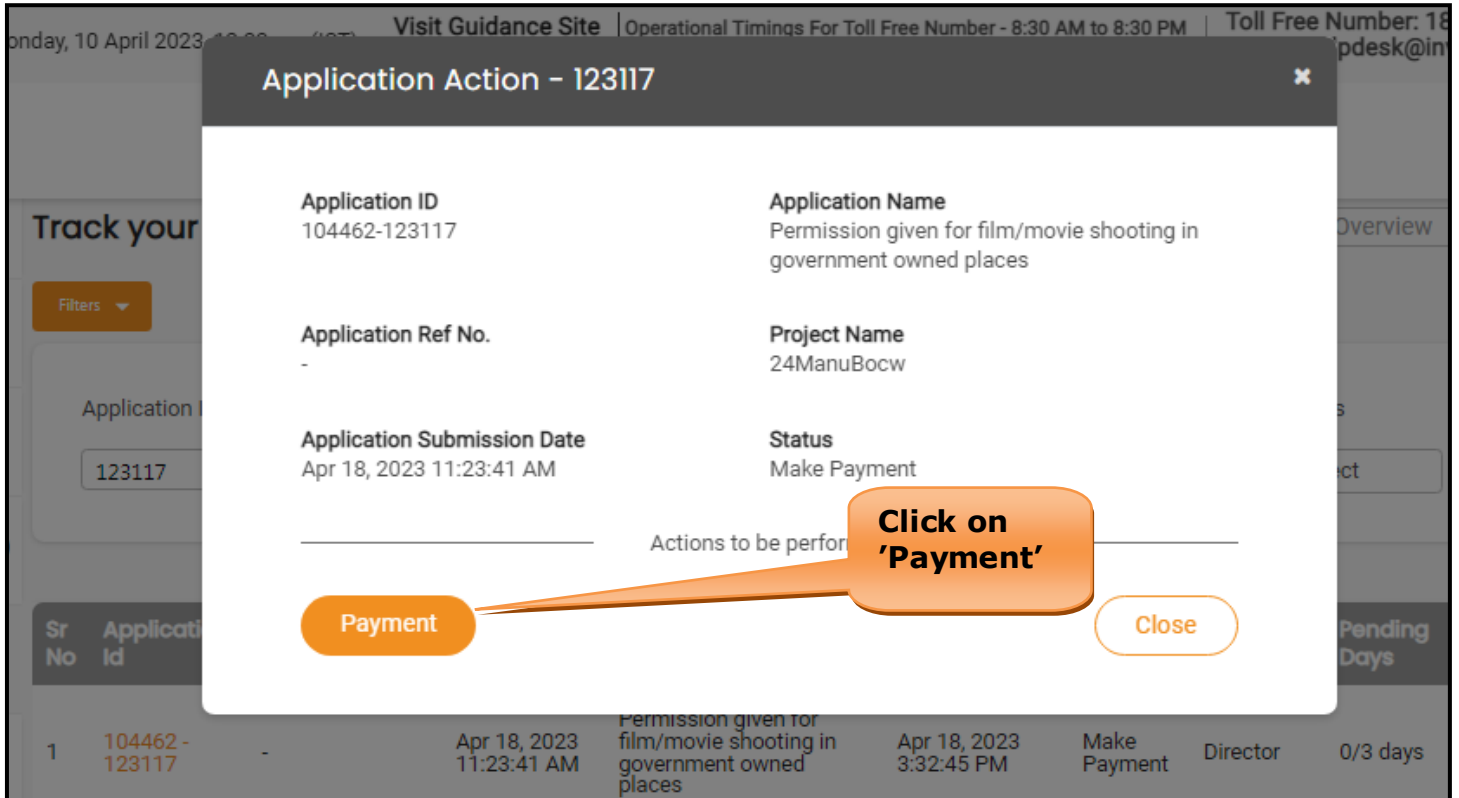 onday, 10 April 2023
Visit Guidance Site
Operational Timings For Toll Free Number - 8:30 AM to 8:30 PM
Toll Free Number: 18
pdesk@in
Application Action - 123117
Track your
Overview
Filters
Application ID
104462-123117
Application Name
Permission given for film/movie shooting in
government owned places
Application Ref No.
-
Project Name
24ManuBocw
Application
s
123117
ect
Application Submission Date
Apr 18, 2023 11:23:41 AM
Status
Make Payment
Actions to be perfor
Click on
’Payment’
Payment
Close
Sr
No
Applicati
Id
Pending
Days
1
104462 -
123117
-
Apr 18, 2023
11:23:41 AM
Permission given for
film/movie shooting in
government owned
places
Apr 18, 2023
3:32:45 PM
Make
Payment
Director
0/3 days